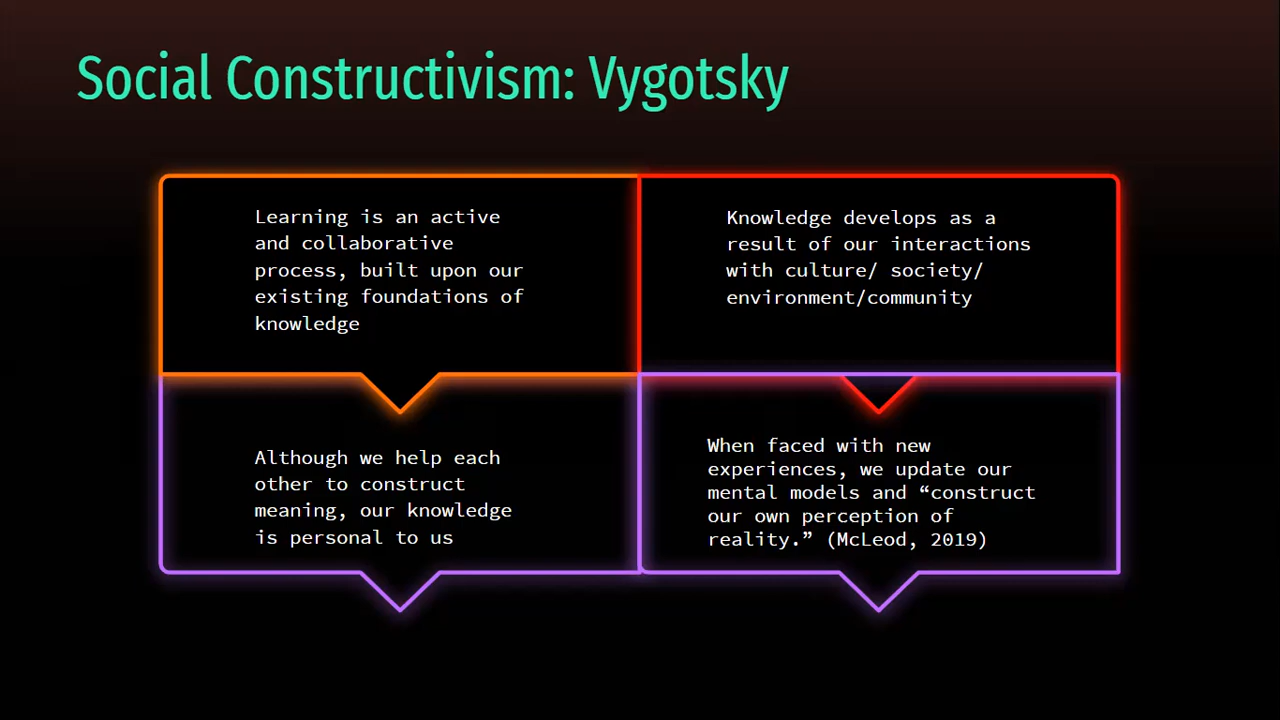 Social Constructivism: Vygotsky
Learning is an active
and collaborative
process, built upon our
existing foundations of
knowledge
Knowledge develops as a
result of our interactions
with culture/ society/
environment/community
Although we help each
other to construct
meaning, our knowledge
is personal to us
When faced with new
experiences, we update our
mental models and “construct
our own perception of
reality.” (McLeod, 2019)